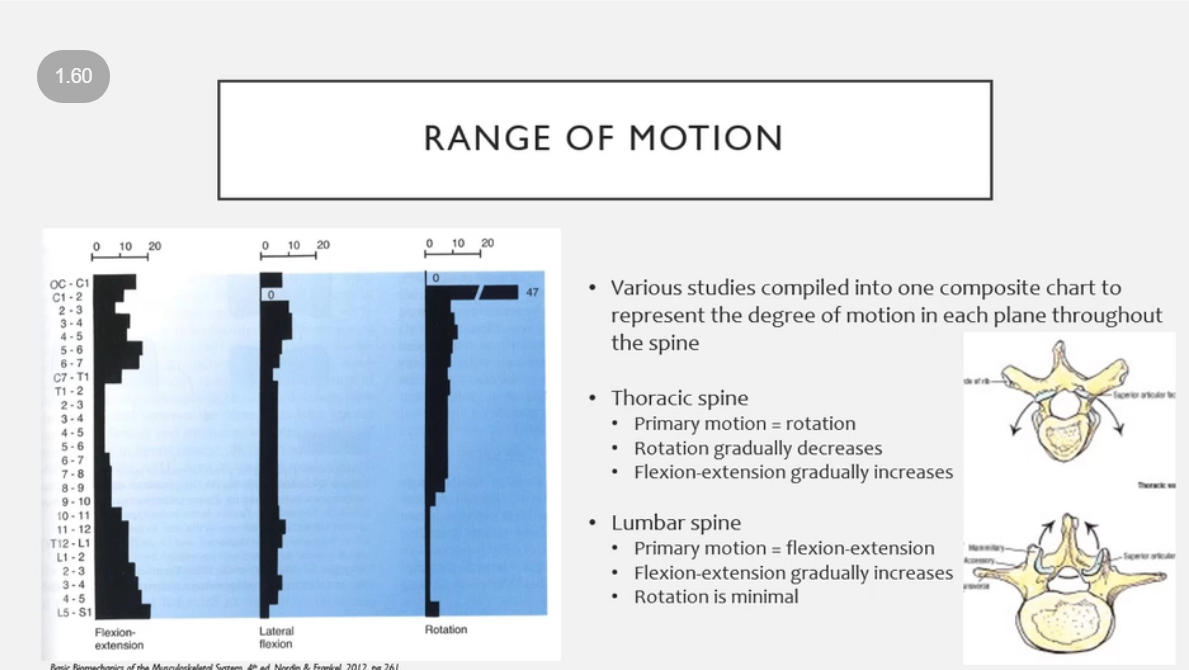 1.60
RANGE OF MOTION
0 10 20
0 10 20
0 10 20
OC - C1
C1 - 2
2 - 3
3 - 4
4 - 5
5 - 6
6 - 7
C7 - T1
T1 - 2
2 - 3
3 - 4
4 - 5
5 - 6
6 - 7
7 - 8
8 - 9
9 - 10
10 - 11
11 - 12
T12 - L1
L1 - 2
2 - 3
3 - 4
4 - 5
L5 - S1
0
0
47
Flexion-
extension
Lateral
flexion
Rotation
Basic Biomechanics of the Musculoskeletal System, 4th ed. Nordin & Frankel, 2012, pg 261
• Various studies compiled into one composite chart to
represent the degree of motion in each plane throughout
the spine
• Thoracic spine
• Primary motion = rotation
• Rotation gradually decreases
• Flexion-extension gradually increases
• Lumbar spine
• Primary motion = flexion-extension
• Flexion-extension gradually increases
• Rotation is minimal
of rib
Superior articular
Thoracic
Mammillary
Accessory
Superior articular